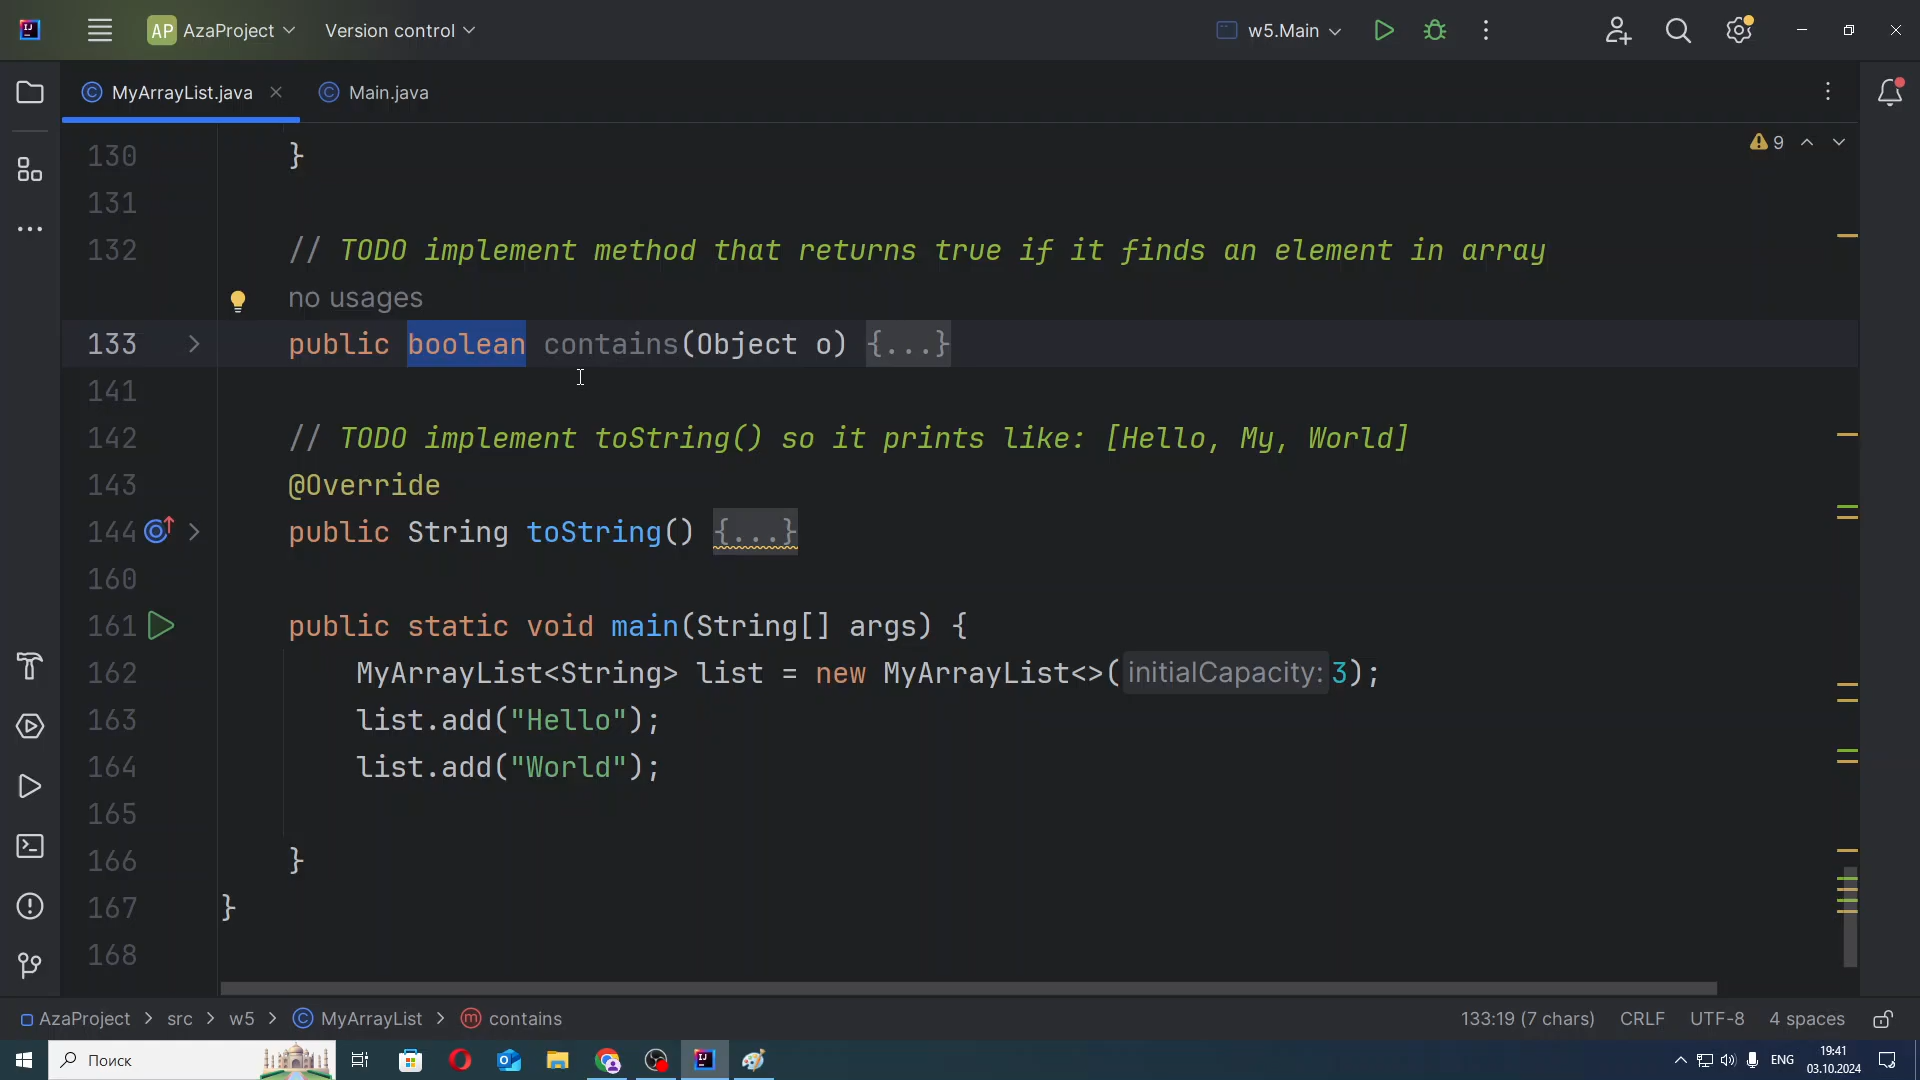 AP AzaProject Version control w5.Main
MyArrayList.java Main.java
9
130 }
131
132 // TODO implement method that returns true if it finds an element in array
no usages
133 public boolean contains(Object o) {...}
141
142 // TODO implement toString() so it prints like: [Hello, My, World]
143 @Override
144 public String toString() {...}
160
161 public static void main(String[] args) {
162 MyArrayList<String> list = new MyArrayList<>( initialCapacity: 3);
163 list.add("Hello");
164 list.add("World");
165
166 }
167 }
168
AzaProject > src > w5 > MyArrayList > contains 133:19 (7 chars) CRLF UTF-8 4 spaces
Поиск ENG 19:41
03.10.2024